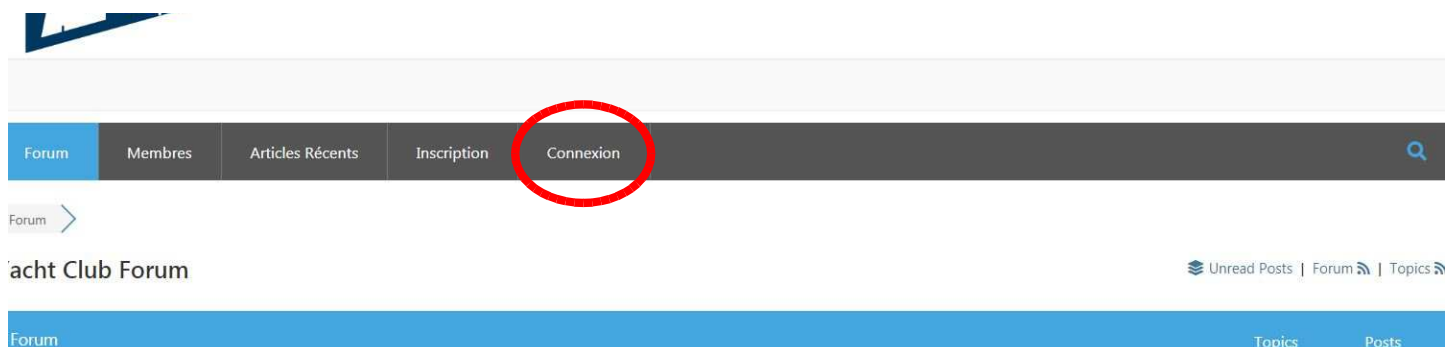 Forum Membres Articles Récents Inscription Connexion
Forum
acht Club Forum Unread Posts | Forum | Topics
Forum Topics Posts